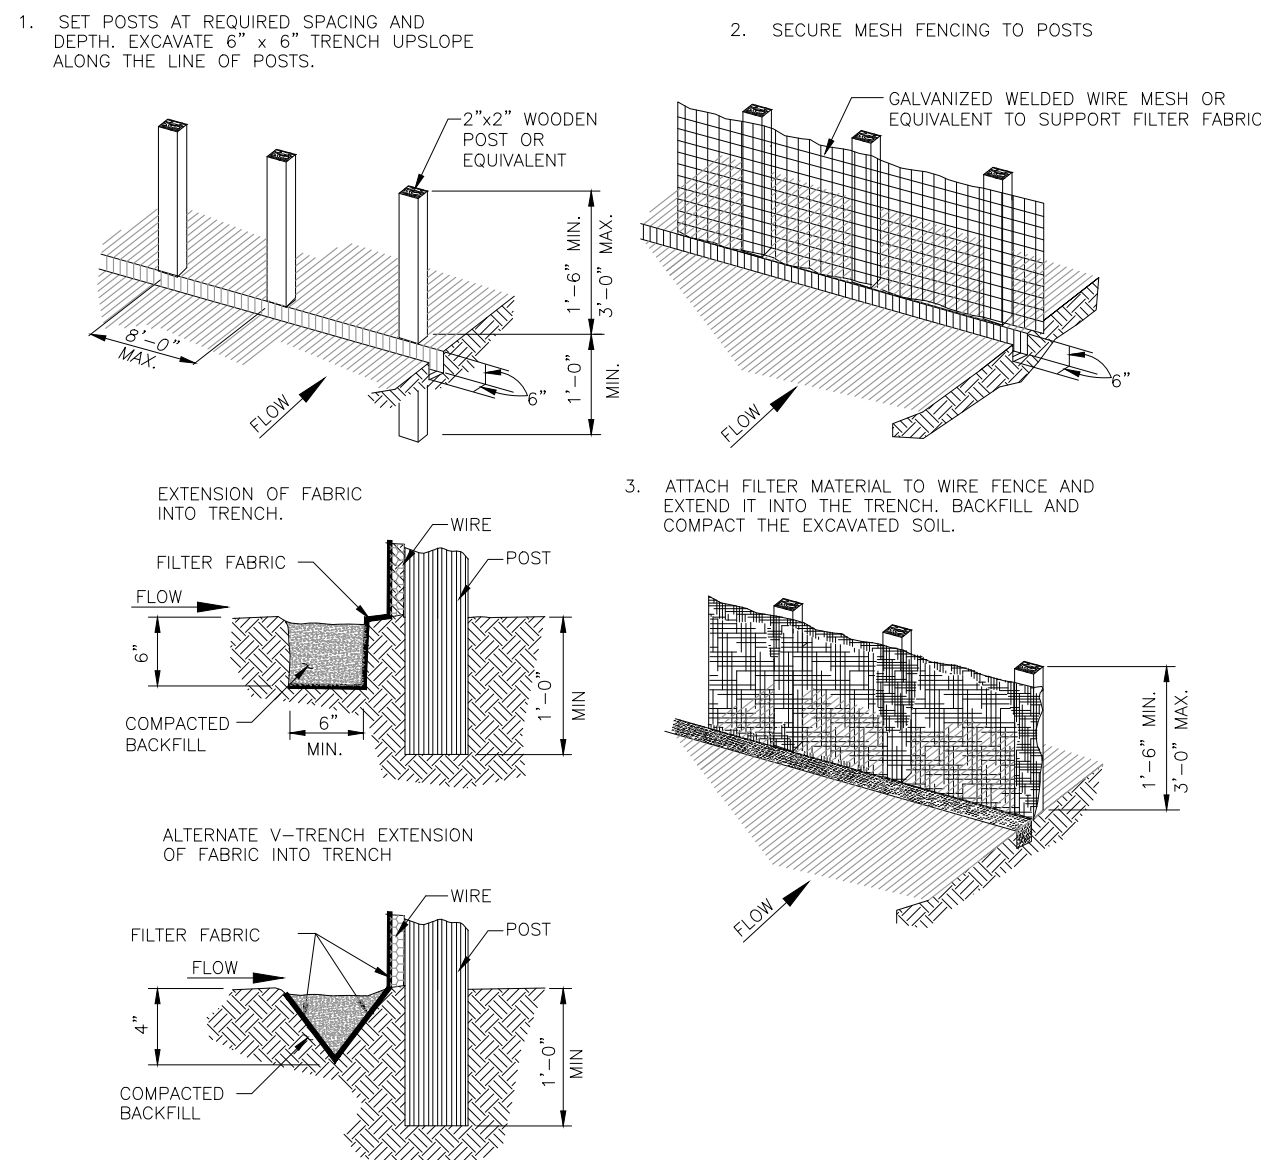 1. SET POSTS AT REQUIRED SPACING AND
DEPTH. EXCAVATE 6" x 6" TRENCH UPSLOPE
ALONG THE LINE OF POSTS.
2"x2" WOODEN
POST OR
EQUIVALENT
1'-6" MIN.
3'-0" MAX.
8'-0"
MAX.
1'-0"
MIN.
6"
FLOW
2. SECURE MESH FENCING TO POSTS
GALVANIZED WELDED WIRE MESH OR
EQUIVALENT TO SUPPORT FILTER FABRIC
6"
FLOW
EXTENSION OF FABRIC
INTO TRENCH.
WIRE
FILTER FABRIC
POST
FLOW
6"
COMPACTED
BACKFILL
6"
MIN.
1'-0"
MIN
3. ATTACH FILTER MATERIAL TO WIRE FENCE AND
EXTEND IT INTO THE TRENCH. BACKFILL AND
COMPACT THE EXCAVATED SOIL.
1'-6" MIN.
3'-0" MAX.
FLOW
ALTERNATE V-TRENCH EXTENSION
OF FABRIC INTO TRENCH
WIRE
FILTER FABRIC
POST
FLOW
4"
COMPACTED
BACKFILL
1'-0"
MIN